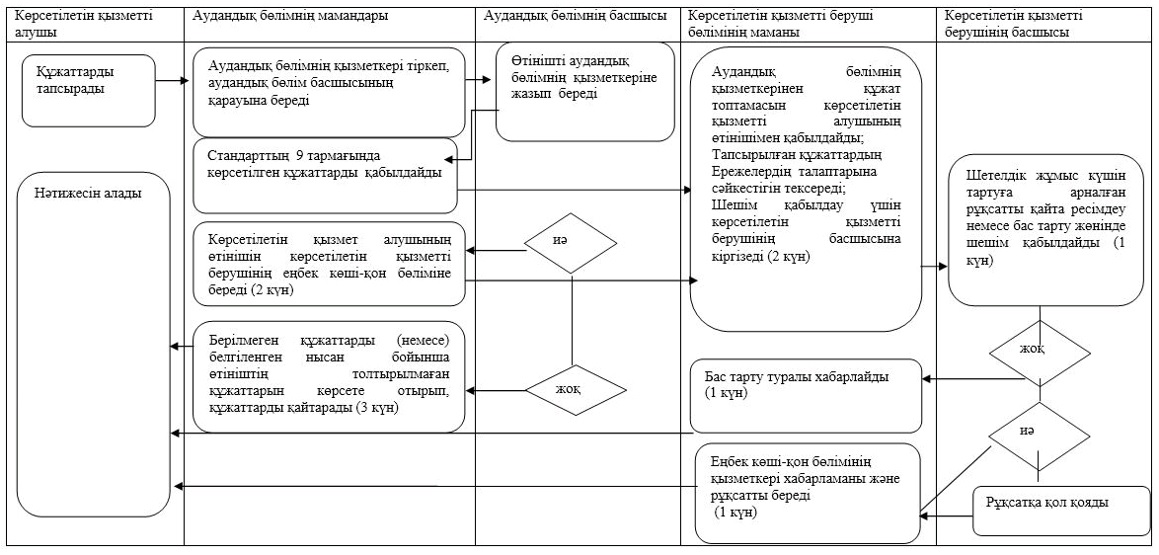 Көрсетілетін қызметті
алушы
Аудандық бөлімнің мамандары
Аудандық бөлімнің басшысы
Көрсетілетін қызметті беруші
бөлімінің маманы
Көрсетілетін қызметті
берушінің басшысы
Құжаттарды
тапсырады
Аудандық бөлімнің қызметкері тіркеп,
аудандық бөлім басшысының
қарауына береді
Өтінішті аудандық
бөлімнің қызметкеріне
жазып береді
Стандарттың 9 тармағында
көрсетілген құжаттарды қабылдайды
Нәтижесін алады
Көрсетілетін қызмет алушының
өтінішін көрсетілетін қызметті
берушінің еңбек көші-қон бөліміне
береді (2 күн)
иә
Берілмеген құжаттарды (немесе)
белгіленген нысан бойынша
өтініштің толтырылмаған
құжаттарын көрсете отырып,
құжаттарды қайтарады (3 күн)
жоқ
Аудандық бөлімнің
қызметкерінен құжат
топтамасын көрсетілетін
қызметті алушының
өтінішімен қабылдайды;
Тапсырылған құжаттардың
Ережелердің талаптарына
сәйкестігін тексереді;
Шешім қабылдау үшін
көрсетілетін қызметті
берушінің басшысына
кіргізеді (2 күн)
Шетелдік жұмыс күшін
тартуға арналған
рұқсатты қайта ресімдеу
немесе бас тарту жөнінде
шешім қабылдайды (1
күн)
жоқ
Бас тарту туралы хабарлайды
(1 күн)
иә
Еңбек көші-қон бөлімінің
қызметкері хабарламаны және
рұқсатты береді
(1 күн)
Рұқсатқа қол қояды